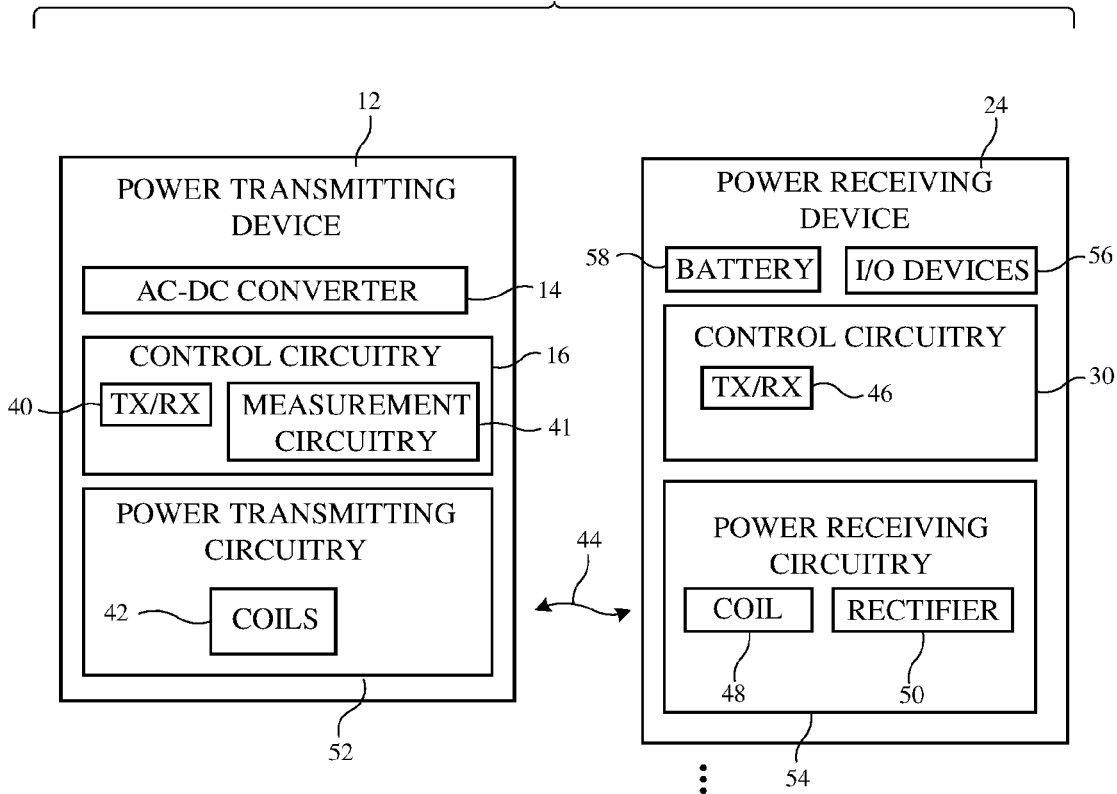 12
POWER TRANSMITTING
DEVICE
AC-DC CONVERTER
14
CONTROL CIRCUITRY
16
40
TX/RX
MEASUREMENT
CIRCUITRY
41
POWER TRANSMITTING
CIRCUITRY
42
COILS
52
44
24
POWER RECEIVING
DEVICE
58
BATTERY
I/O DEVICES
56
CONTROL CIRCUITRY
TX/RX
46
30
POWER RECEIVING
CIRCUITRY
COIL
RECTIFIER
48
50
54